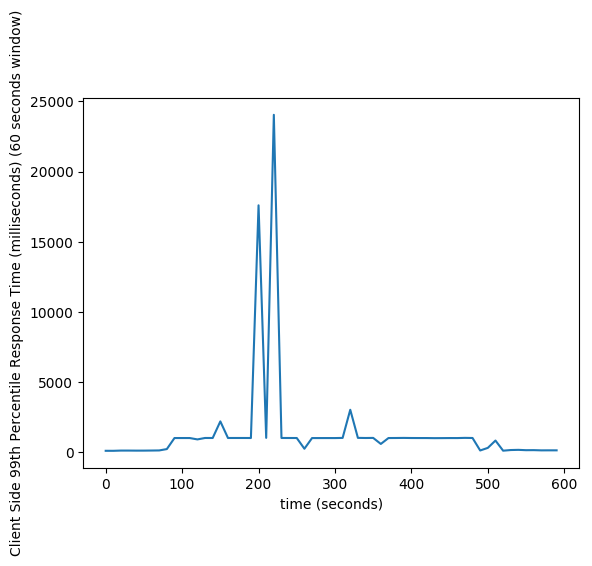 Client Side 99th Percentile Response Time (milliseconds) (60 seconds window)
25000
20000
15000
10000
5000
0
0 100 200 300 400 500 600
time (seconds)